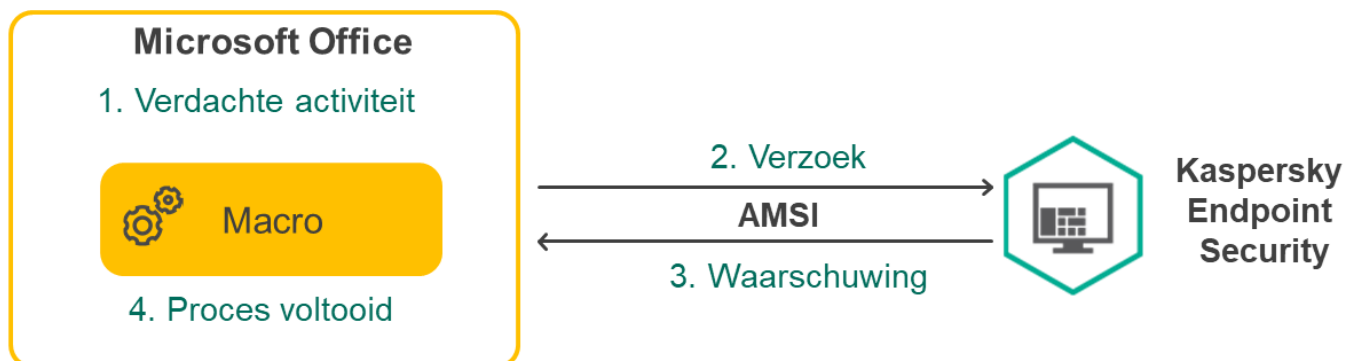 Microsoft Office
1. Verdachte activiteit
Macro
4. Proces voltooid
2. Verzoek
AMSI
3. Waarschuwing
Kaspersky
Endpoint
Security